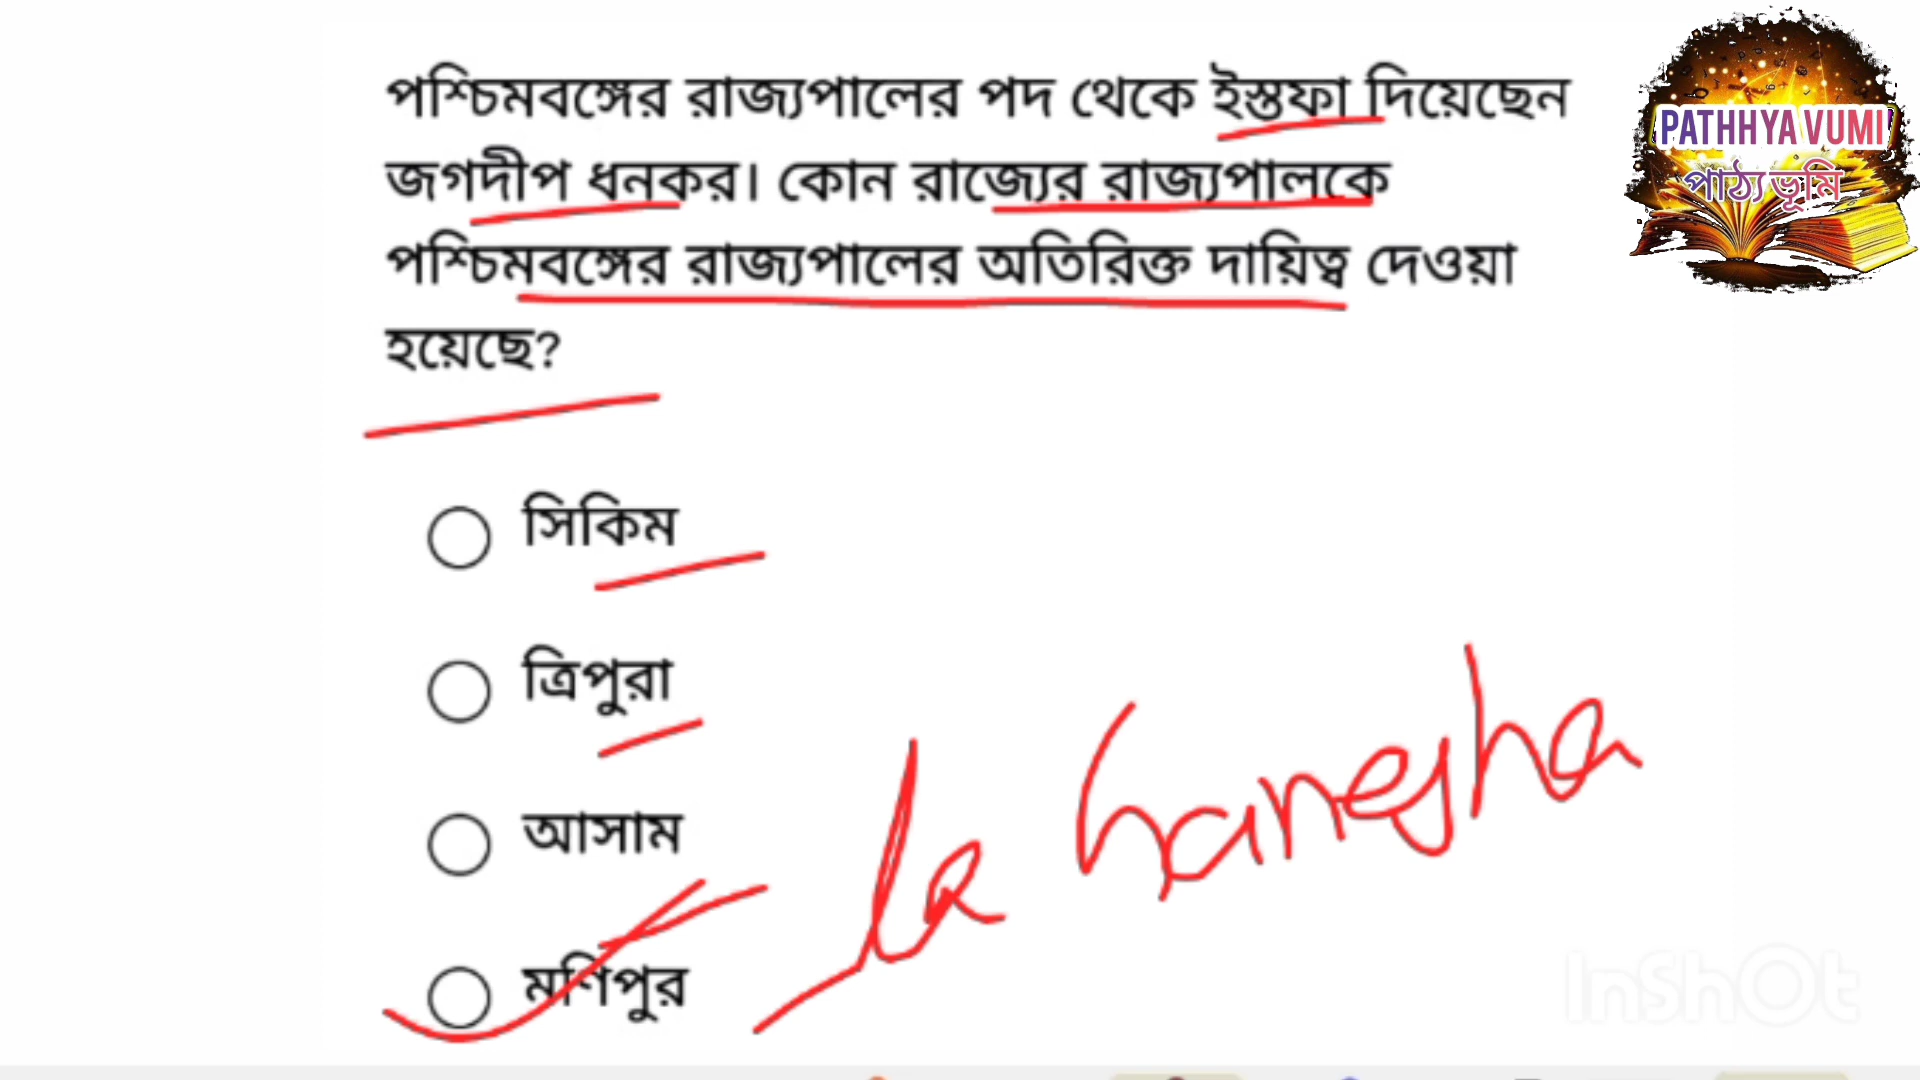 পশ্চিমবঙ্গের রাজ্যপালের পদ থেকে ইস্তফা দিয়েছেন
জগদীপ ধনকর। কোন রাজ্যের রাজ্যপালকে
পশ্চিমবঙ্গের রাজ্যপালের অতিরিক্ত দায়িত্ব দেওয়া
হয়েছে?
সিকিম
ত্রিপুরা
আসাম
মণিপুর
la Ganesha
PATHHYA VUMI
পাঠ্য ভূমি
InShOt